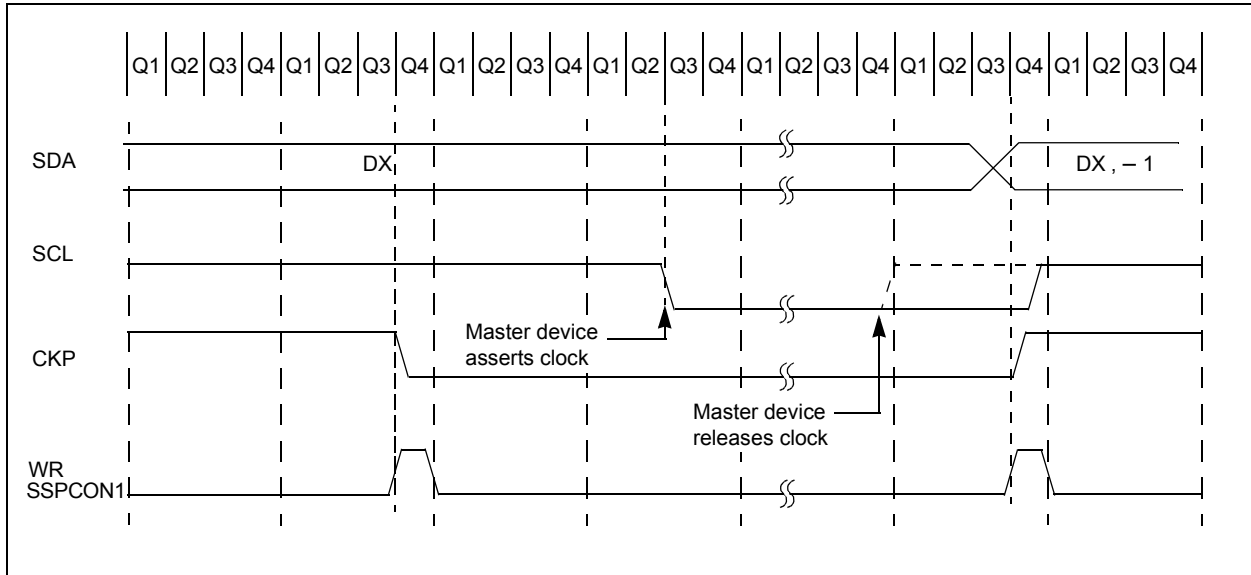 Q1 Q2 Q3 Q4 Q1 Q2 Q3 Q4 Q1 Q2 Q3 Q4 Q1 Q2 Q3 Q4 Q1 Q2 Q3 Q4 Q1 Q2 Q3 Q4 Q1 Q2 Q3 Q4
SDA
DX
DX , – 1
SCL
Master device
asserts clock
CKP
Master device
releases clock
WR
SSPCON1